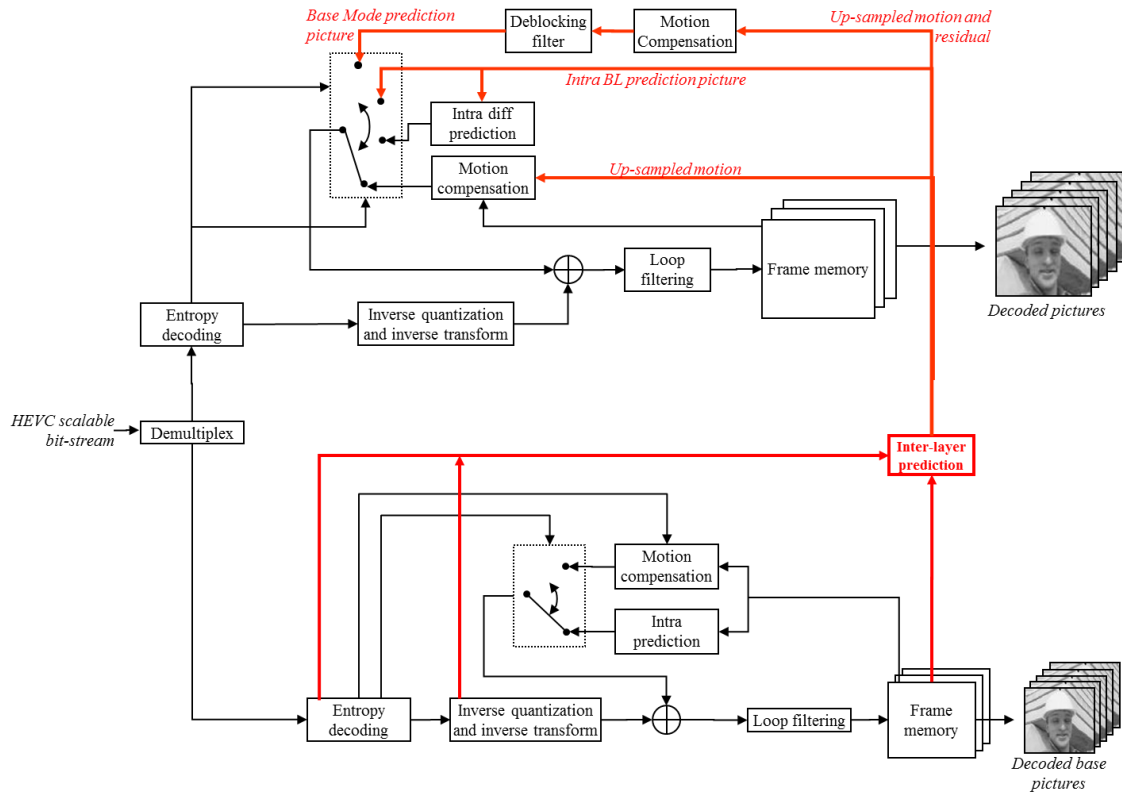 Base Mode prediction
picture
Deblocking
filter
Motion
Compensation
Up-sampled motion and
residual
Intra BL prediction picture
Intra diff
prediction
Motion
compensation
Up-sampled motion
Loop
filtering
Frame memory
Decoded pictures
Entropy
decoding
Inverse quantization
and inverse transform
HEVC scalable
bit-stream
Demultiplex
Inter-layer
prediction
Motion
compensation
Intra
prediction
Entropy
decoding
Inverse quantization
and inverse transform
Loop filtering
Frame
memory
Decoded base
pictures